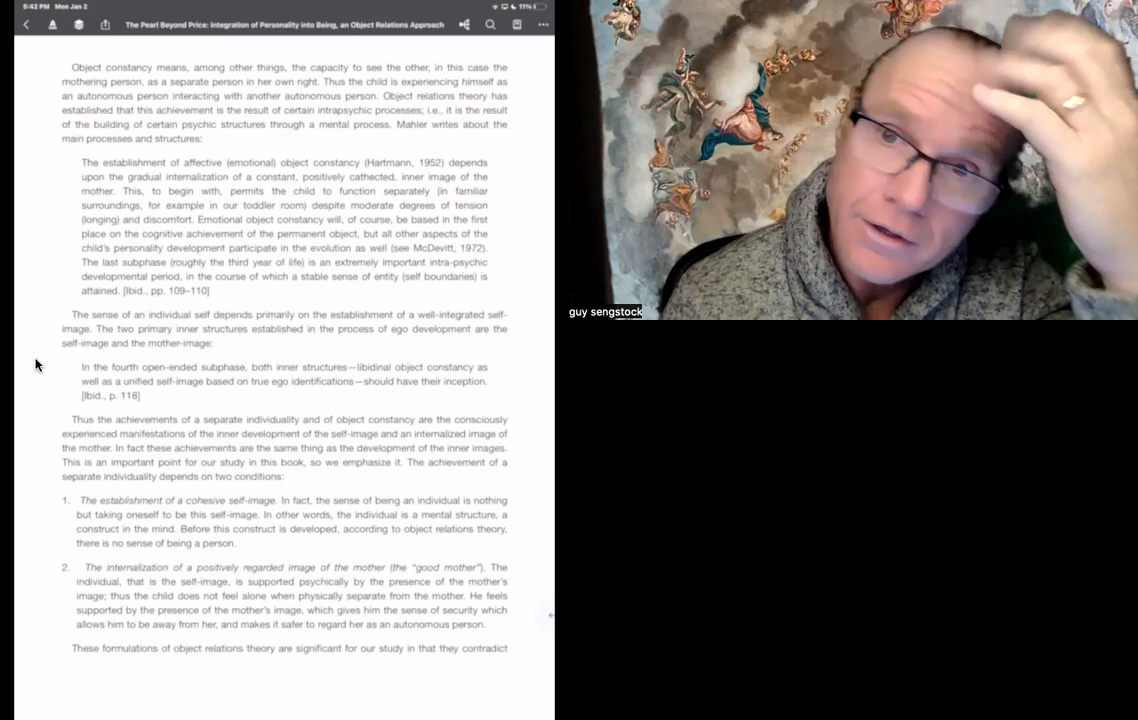 5:42 PM Mon Jan 2
11%
The Pearl Beyond Price: Integration of Personality into Being, an Object Relations Approach
Object constancy means, among other things, the capacity to see the other, in this case the
mothering person, as a separate person in her own right. Thus the child is experiencing himself as
an autonomous person interacting with another autonomous person. Object relations theory has
established that this achievement is the result of certain intrapsychic processes; i.e., it is the result
of the building of certain psychic structures through a mental process. Mahler writes about the
main processes and structures:
The establishment of affective (emotional) object constancy (Hartmann, 1952) depends
upon the gradual internalization of a constant, positively cathected, inner image of the
mother. This, to begin with, permits the child to function separately (in familiar
surroundings, for example in our toddler room) despite moderate degrees of tension
(longing) and discomfort. Emotional object constancy will, of course, be based in the first
place on the cognitive achievement of the permanent object, but all other aspects of the
child's personality development participate in the evolution as well (see McDevitt, 1972).
The last subphase (roughly the third year of life) is an extremely important intra-psychic
developmental period, in the course of which a stable sense of entity (self boundaries) is
attained. [Ibid., pp. 109–110]
The sense of an individual self depends primarily on the establishment of a well-integrated self-
image. The two primary inner structures established in the process of ego development are the
self-image and the mother-image:
In the fourth open-ended subphase, both inner structures—libidinal object constancy as
well as a unified self-image based on true ego identifications—should have their inception.
[Ibid., p. 118]
Thus the achievements of a separate individuality and of object constancy are the consciously
experienced manifestations of the inner development of the self-image and an internalized image of
the mother. In fact these achievements are the same thing as the development of the inner images.
This is an important point for our study in this book, so we emphasize it. The achievement of a
separate individuality depends on two conditions:
1. The establishment of a cohesive self-image. In fact, the sense of being an individual is nothing
but taking oneself to be this self-image. In other words, the individual is a mental structure, a
construct in the mind. Before this construct is developed, according to object relations theory,
there is no sense of being a person.
2. The internalization of a positively regarded image of the mother (the “good mother”). The
individual, that is the self-image, is supported psychically by the presence of the mother's
image; thus the child does not feel alone when physically separate from the mother. He feels
supported by the presence of the mother's image, which gives him the sense of security which
allows him to be away from her, and makes it safer to regard her as an autonomous person.
These formulations of object relations theory are significant for our study in that they contradict
guy sengstock